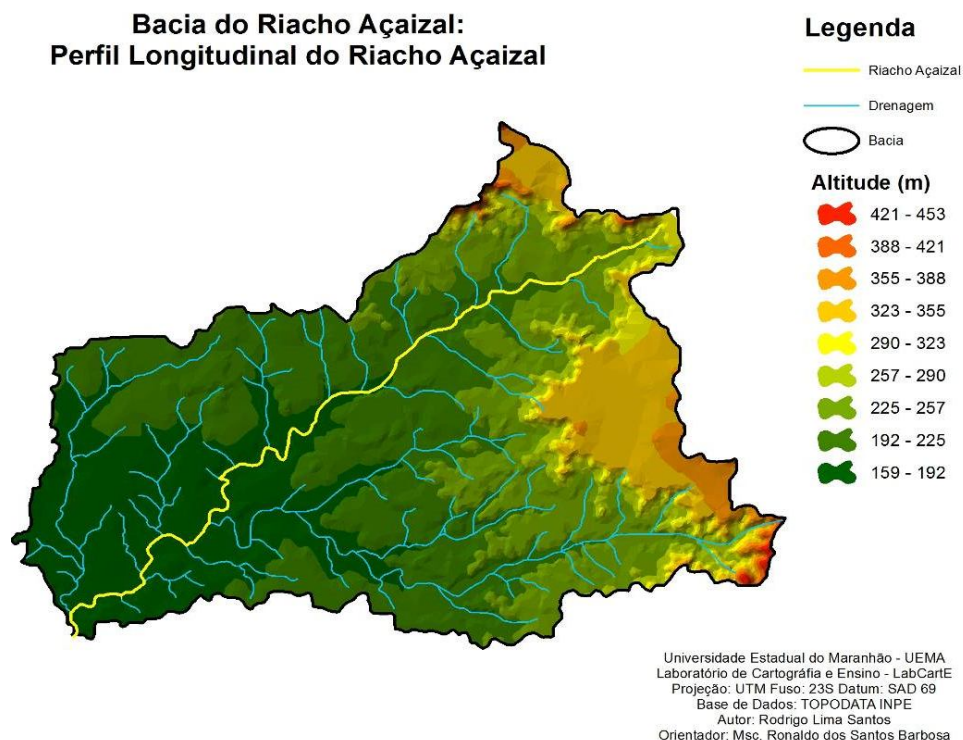 Bacia do Riacho Açaizal:
Perfil Longitudinal do Riacho Açaizal
Legenda
Riacho Açaizal
Drenagem
Bacia
Altitude (m)
421 - 453
388 - 421
355 - 388
323 - 355
290 - 323
257 - 290
225 - 257
192 - 225
159 - 192
Universidade Estadual do Maranhão - UEMA
Laboratório de Cartográfia e Ensino - LabCartE
Projeção: UTM Fuso: 23S Datum: SAD 69
Base de Dados: TOPODATA INPE
Autor: Rodrigo Lima Santos
Orientador: Msc. Ronaldo dos Santos Barbosa